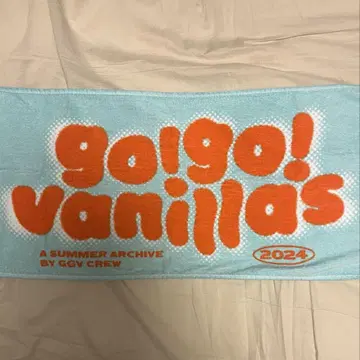 go!go!
vanillas
A SUMMER ARCHIVE
BY GGV CREW
2024